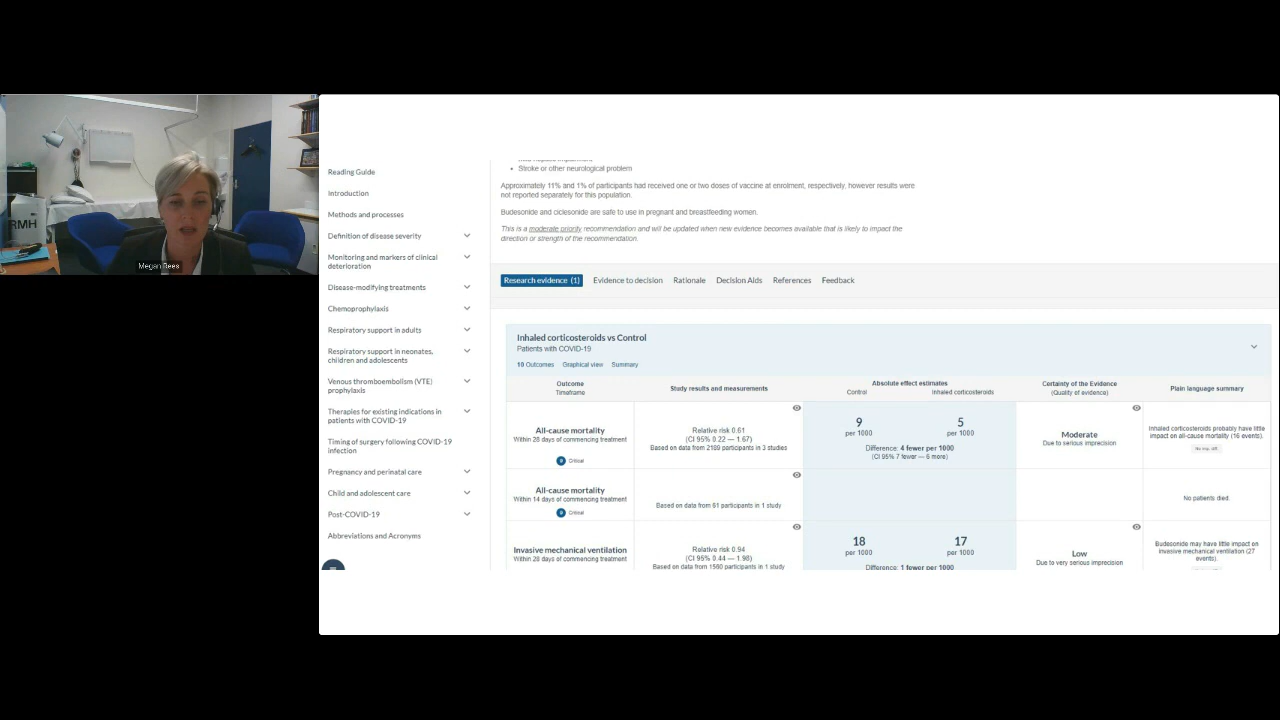 RMH
Megan Rees
Reading Guide
Introduction
Methods and processes
Definition of disease severity
Monitoring and markers of clinical
deterioration
Disease-modifying treatments
Chemoprophylaxis
Respiratory support in adults
Respiratory support in neonates,
children and adolescents
Venous thromboembolism (VTE)
prophylaxis
Therapies for existing indications in
patients with COVID-19
Timing of surgery following COVID-19
infection
Pregnancy and perinatal care
Child and adolescent care
Post-COVID-19
Abbreviations and Acronyms
• Stroke or other neurological problem
Approximately 11% and 1% of participants had received one or two doses of vaccine at enrolment, respectively, however results were
not reported separately for this population.
Budesonide and ciclesonide are safe to use in pregnant and breastfeeding women.
This is a moderate priority recommendation and will be updated when new evidence becomes available that is likely to impact the
direction or strength of the recommendation.
Research evidence (1) Evidence to decision Rationale Decision Aids References Feedback
Inhaled corticosteroids vs Control
Patients with COVID-19
10 Outcomes Graphical view Summary
Outcome
Timeframe
Study results and measurements
Absolute effect estimates
Control Inhaled corticosteroids
Certainty of the Evidence
(Quality of evidence)
Plain language summary
All-cause mortality
Within 28 days of commencing treatment
9 Critical
Relative risk 0.61
(CI 95% 0.22 — 1.67)
Based on data from 2189 participants in 3 studies
9 5
per 1000 per 1000
Difference: 4 fewer per 1000
(CI 95% 7 fewer — 6 more)
Moderate
Due to serious imprecision
Inhaled corticosteroids probably have little
impact on all-cause mortality (16 events).
All-cause mortality
Within 14 days of commencing treatment
9 Critical
Based on data from 61 participants in 1 study
No patients died.
Invasive mechanical ventilation
Within 28 days of commencing treatment
Relative risk 0.94
(CI 95% 0.44 — 1.98)
Based on data from 1560 participants in 1 study
18 17
per 1000 per 1000
Difference: 1 fewer per 1000
Low
Due to very serious imprecision
Budesonide may have little impact on
invasive mechanical ventilation (27
events).